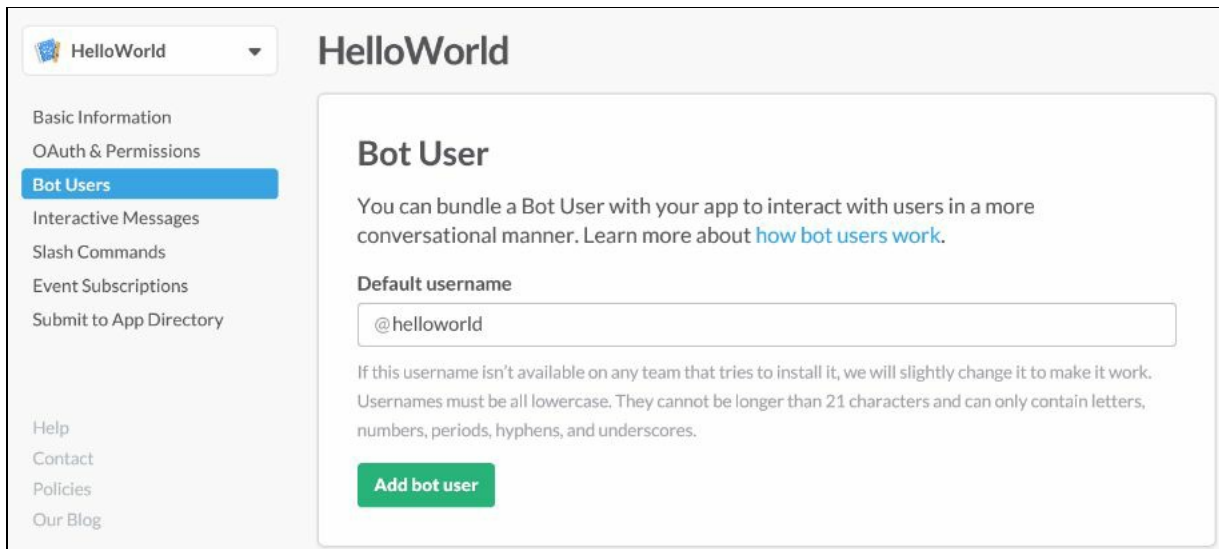 HelloWorld
Basic Information
OAuth & Permissions
Bot Users
Interactive Messages
Slash Commands
Event Subscriptions
Submit to App Directory
Help
Contact
Policies
Our Blog
HelloWorld
Bot User
You can bundle a Bot User with your app to interact with users in a more
conversational manner. Learn more about how bot users work.
Default username
@helloworld
If this username isn't available on any team that tries to install it, we will slightly change it to make it work.
Usernames must be all lowercase. They cannot be longer than 21 characters and can only contain letters,
numbers, periods, hyphens, and underscores.
Add bot user